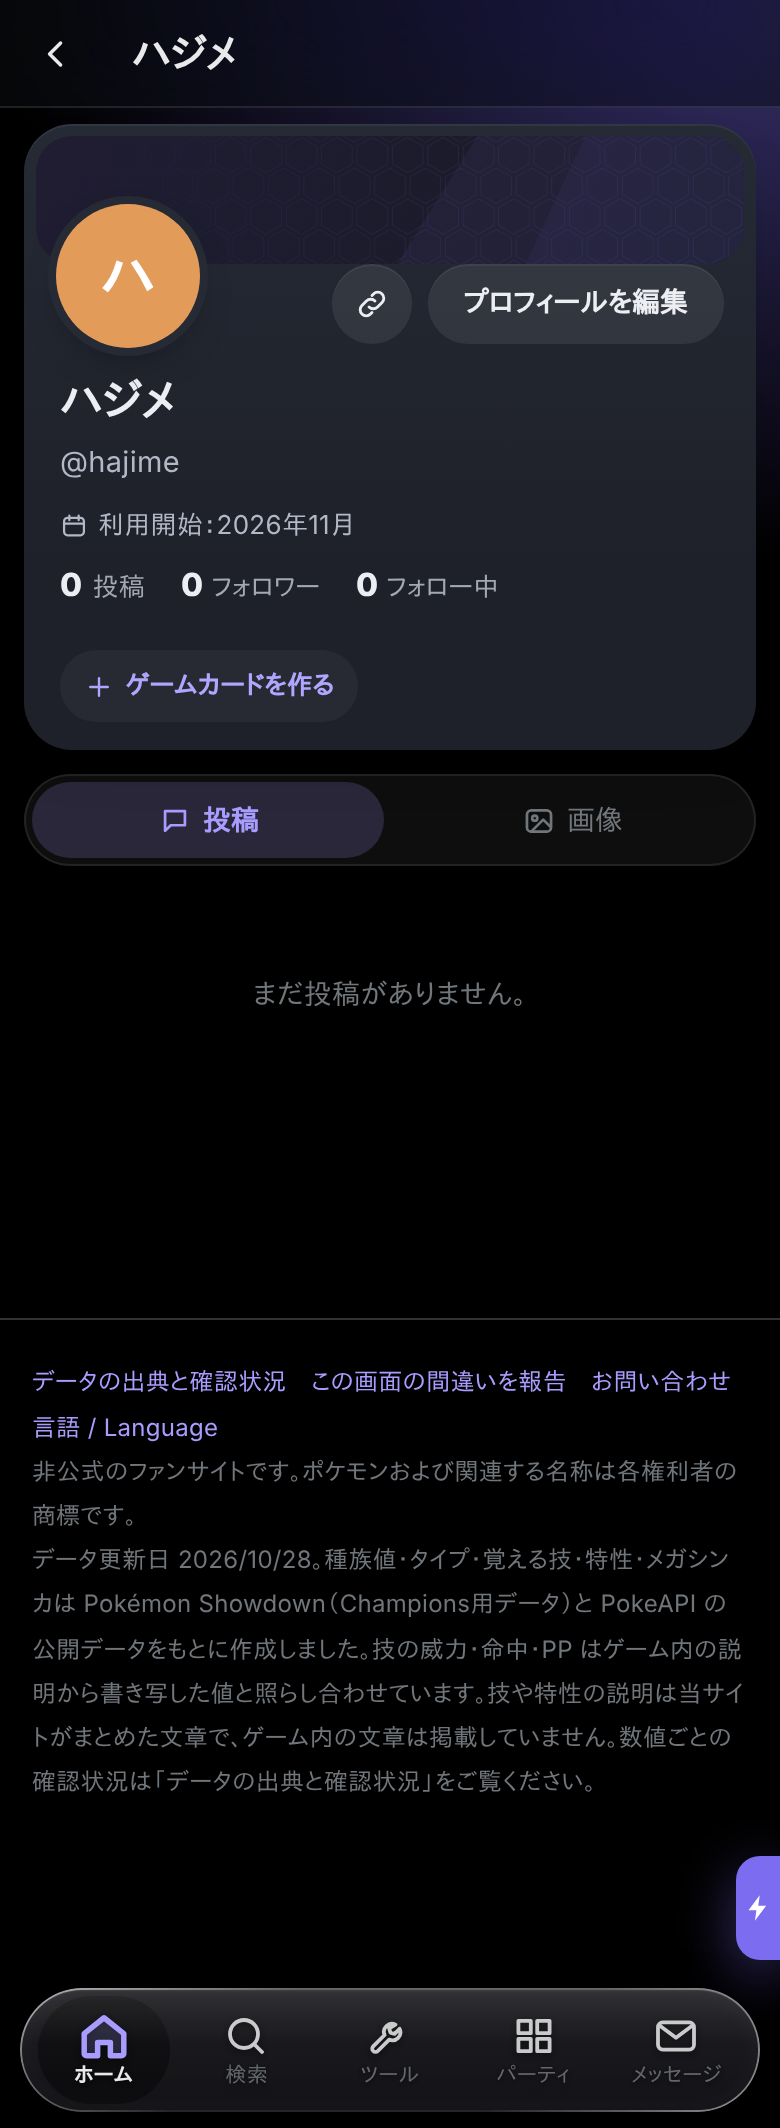 ハジメ
ハ
プロフィールを編集
ハジメ
@hajime
利用開始：2026年11月
0 投稿 0 フォロワー 0 フォロー中
ゲームカードを作る
投稿 画像
まだ投稿がありません。
データの出典と確認状況 この画面の間違いを報告 お問い合わせ
言語 / Language
非公式のファンサイトです。ポケモンおよび関連する名称は各権利者の
商標です。
データ更新日 2026/10/28。種族値・タイプ・覚える技・特性・メガシン
カは Pokémon Showdown（Champions用データ）と PokeAPI の
公開データをもとに作成しました。技の威力・命中・PP はゲーム内の説
明から書き写した値と照らし合わせています。技や特性の説明は当サイ
トがまとめた文章で、ゲーム内の文章は掲載していません。数値ごとの
確認状況は「データの出典と確認状況」をご覧ください。
ホーム 検索 ツール パーティ メッセージ